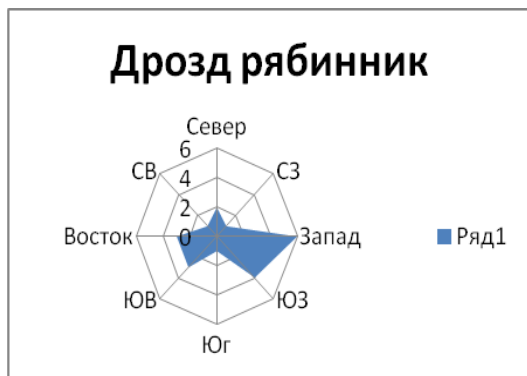 Дрозд рябинник
Север
6
СВ
СЗ
4
2
Восток
0
Запад
Ряд1
ЮВ
ЮЗ
Юг